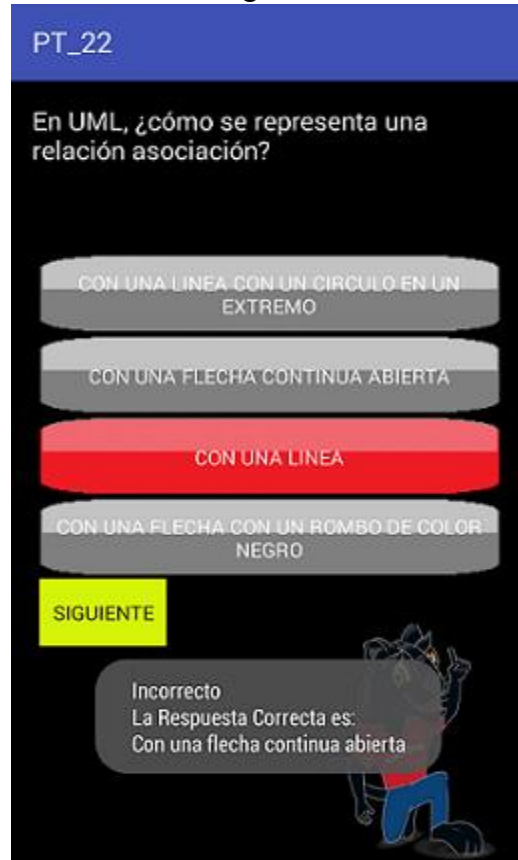 PT_22
En UML, ¿cómo se representa una
relación asociación?
CON UNA LINEA CON UN CIRCULO EN UN
EXTREMO
CON UNA FLECHA CONTINUA ABIERTA
CON UNA LINEA
CON UNA FLECHA CON UN ROMBO DE COLOR
NEGRO
SIGUIENTE
Incorrecto
La Respuesta Correcta es:
Con una flecha continua abierta